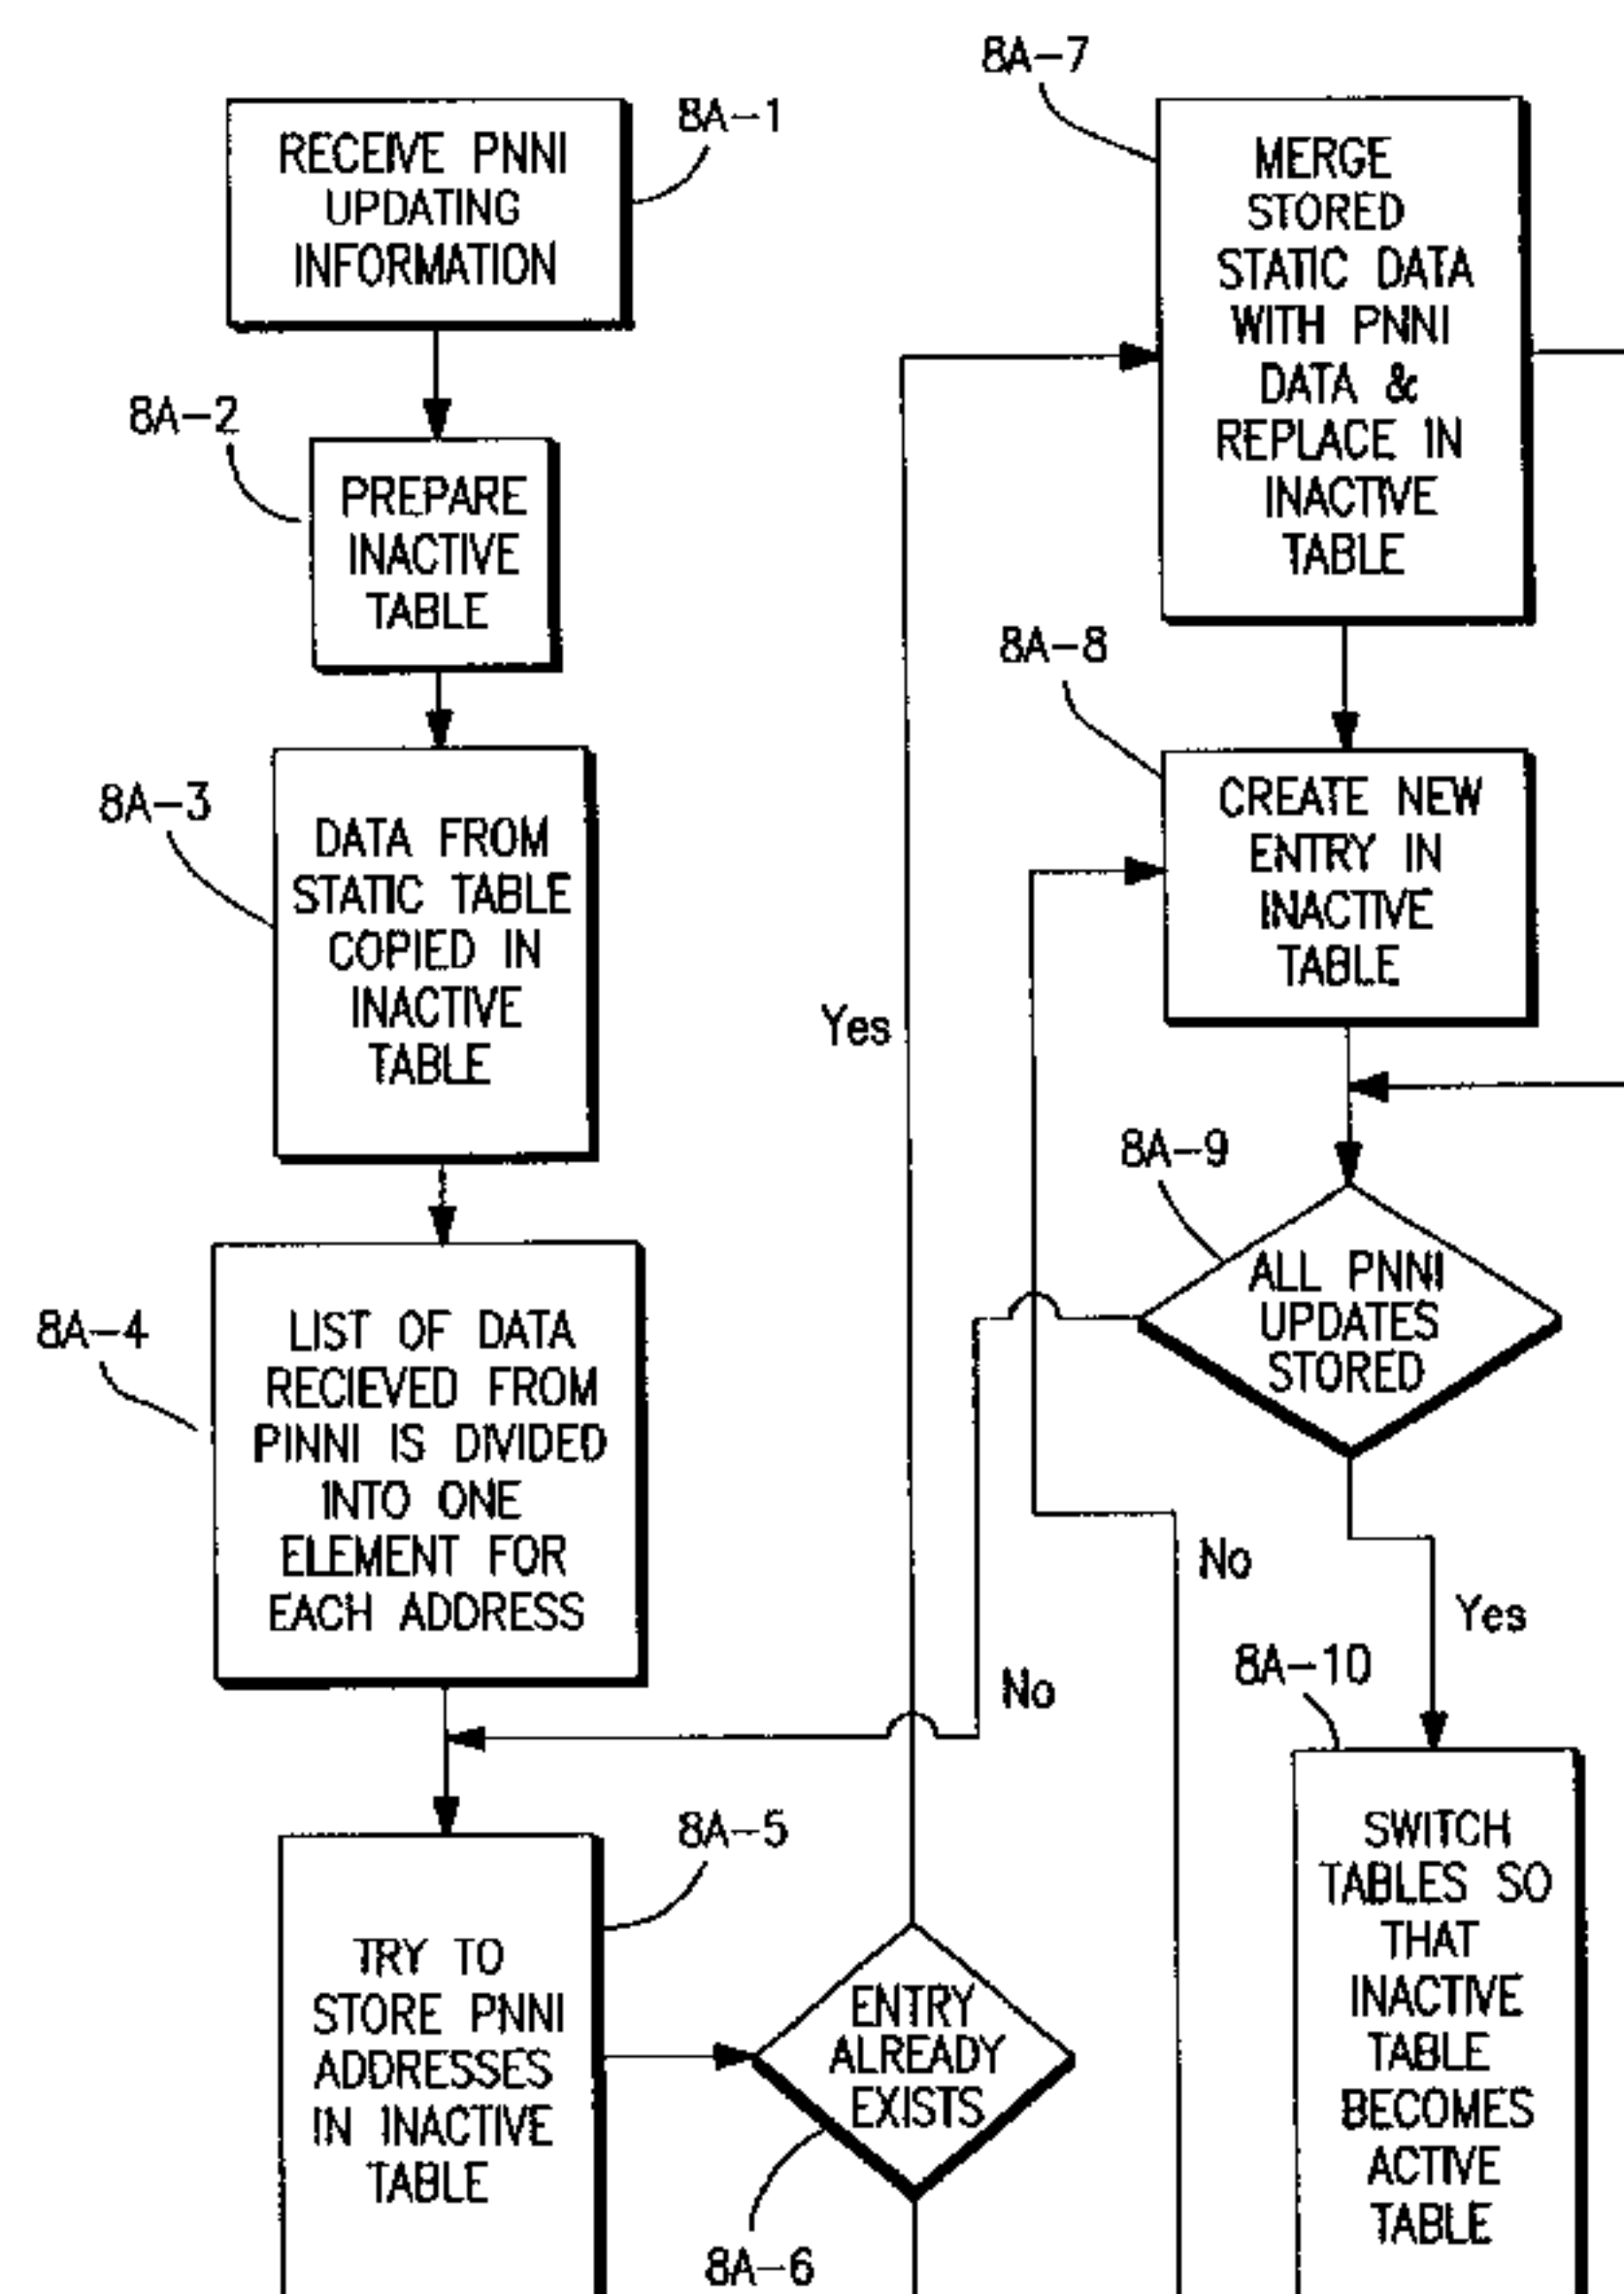 8A-1
RECEIVE PNNI
UPDATING
INFORMATION
8A-2
PREPARE
INACTIVE
TABLE
8A-3
DATA FROM
STATIC TABLE
COPIED IN
INACTIVE
TABLE
8A-4
LIST OF DATA
RECIEVED FROM
PINNI IS DIVIDED
INTO ONE
ELEMENT FOR
EACH ADDRESS
8A-5
TRY TO
STORE PNNI
ADDRESSES
IN INACTIVE
TABLE
ENTRY
ALREADY
EXISTS
8A-6
Yes
8A-7
MERGE
STORED
STATIC DATA
WITH PNNI
DATA &
REPLACE IN
INACTIVE
TABLE
8A-8
CREATE NEW
ENTRY IN
INACTIVE
TABLE
8A-9
ALL PNNI
UPDATES
STORED
No
No
Yes
8A-10
SWITCH
TABLES SO
THAT
INACTIVE
TABLE
BECOMES
ACTIVE
TABLE